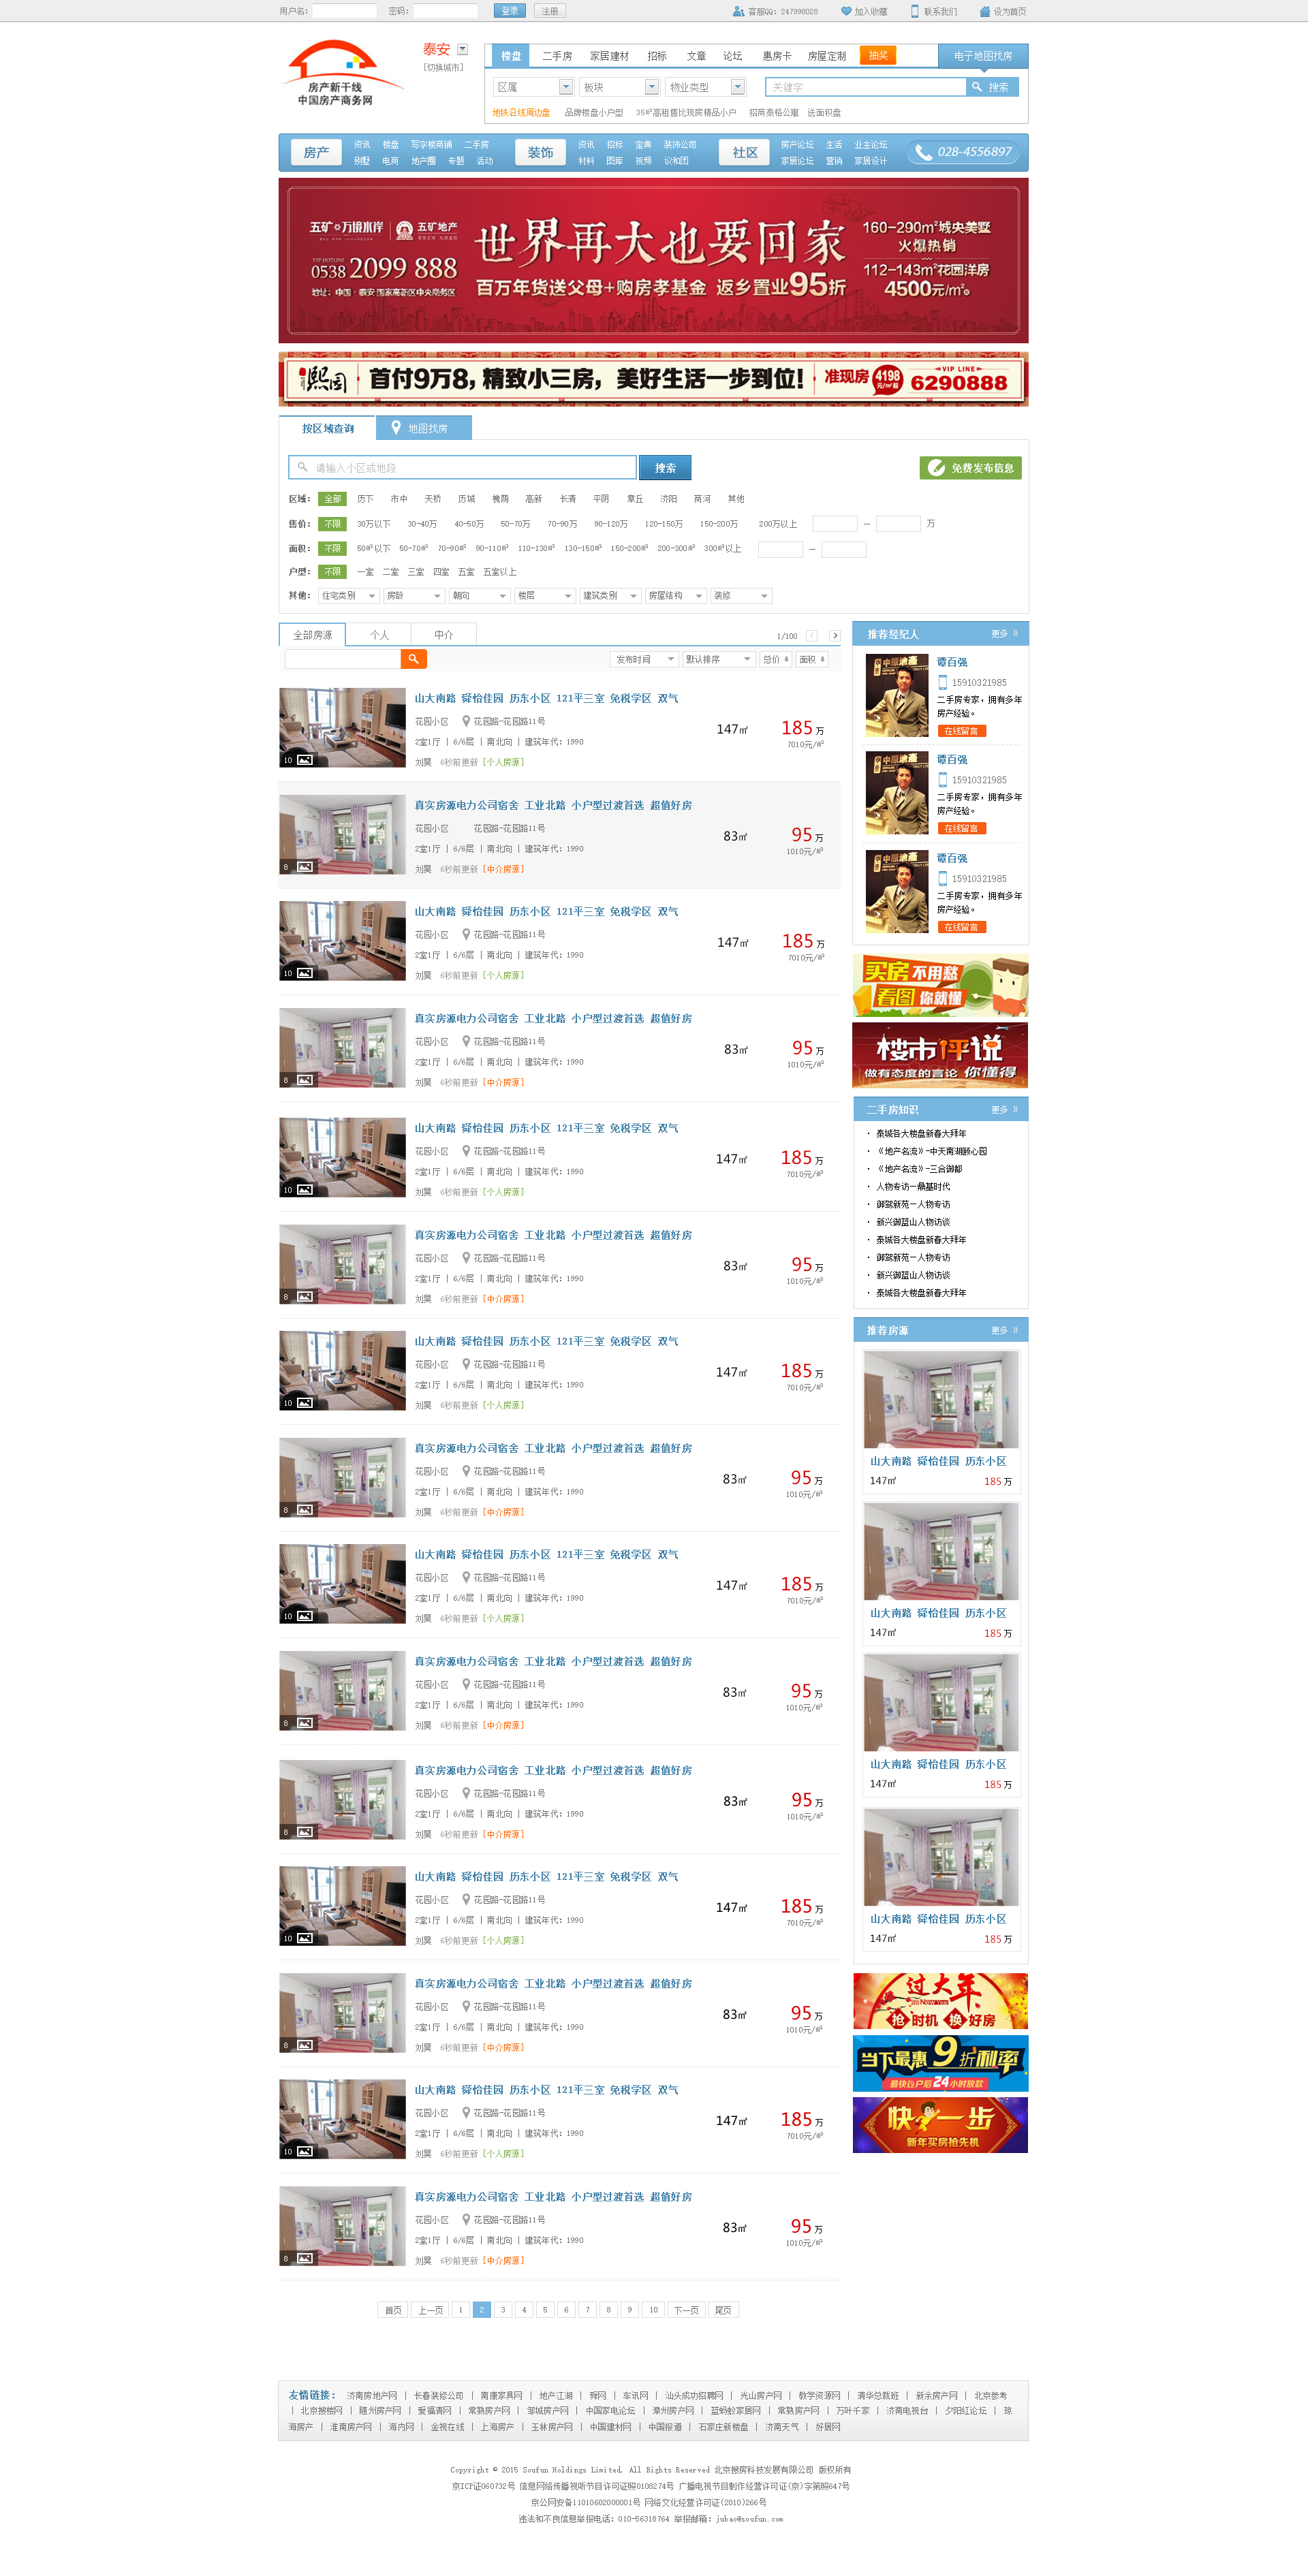 用户名: 密码: 登录 注册 客服QQ: 247998028 加入收藏 联系我们 设为首页
房产新干线
中国房产商务网
泰安
[切换城市]
楼盘 二手房 家居建材 招标 文章 论坛 惠房卡 房屋定制 抽奖 电子地图找房
区属 板块 物业类型 关键字 搜索
地铁沿线周边盘 品牌楼盘小户型 35㎡高租售比现房精品小户 招商泰格公寓 送面积盘
房产 资讯 楼盘 写字楼商铺 二手房
别墅 电商 地产圈 专题 活动
装饰 资讯 招标 宝典 装饰公司
材料 图库 视频 议和团
社区 房产论坛 生活 业主论坛
家居论坛 营销 家居设计
028-4556897
五矿·万境水岸 五矿地产
VIP HOTLINE
0538 2099 888
地址: 中国·泰安 国家高新区中央商务区
世界再大也要回家
百万年货送父母+购房孝基金 返乡置业95折
160-290㎡城央美墅
火爆热销
112-143㎡花园洋房
4500元/㎡
熙园 首付9万8, 精致小三房, 美好生活一步到位! 准现房 4198元/㎡起 VIP LINE 6290888
按区域查询 地图找房
请输入小区或地段 搜索 免费发布信息
区域: 全部 历下 市中 天桥 历城 槐荫 高新 长清 平阴 章丘 济阳 商河 其他
售价: 不限 30万以下 30-40万 40-50万 50-70万 70-90万 90-120万 120-150万 150-200万 200万以上 — 万
面积: 不限 50㎡以下 50-70㎡ 70-90㎡ 90-110㎡ 110-130㎡ 130-150㎡ 150-200㎡ 200-300㎡ 300㎡以上 —
户型: 不限 一室 二室 三室 四室 五室 五室以上
其他: 住宅类别 房龄 朝向 楼层 建筑类别 房屋结构 装修
全部房源 个人 中介 1/100 < >
发布时间 默认排序 总价 面积
山大南路 舜怡佳园 历东小区 121平三室 免税学区 双气
花园小区 花园路-花园路11号
2室1厅 | 6/6层 | 南北向 | 建筑年代: 1990
刘昊 6秒前更新 [个人房源]
10
147㎡ 185万
7010元/㎡
真实房源电力公司宿舍 工业北路 小户型过渡首选 超值好房
花园小区 花园路-花园路11号
2室1厅 | 6/6层 | 南北向 | 建筑年代: 1990
刘昊 6秒前更新 [中介房源]
8
83㎡ 95万
1010元/㎡
山大南路 舜怡佳园 历东小区 121平三室 免税学区 双气
花园小区 花园路-花园路11号
2室1厅 | 6/6层 | 南北向 | 建筑年代: 1990
刘昊 6秒前更新 [个人房源]
10
147㎡ 185万
7010元/㎡
真实房源电力公司宿舍 工业北路 小户型过渡首选 超值好房
花园小区 花园路-花园路11号
2室1厅 | 6/6层 | 南北向 | 建筑年代: 1990
刘昊 6秒前更新 [中介房源]
8
83㎡ 95万
1010元/㎡
山大南路 舜怡佳园 历东小区 121平三室 免税学区 双气
花园小区 花园路-花园路11号
2室1厅 | 6/6层 | 南北向 | 建筑年代: 1990
刘昊 6秒前更新 [个人房源]
10
147㎡ 185万
7010元/㎡
真实房源电力公司宿舍 工业北路 小户型过渡首选 超值好房
花园小区 花园路-花园路11号
2室1厅 | 6/6层 | 南北向 | 建筑年代: 1990
刘昊 6秒前更新 [中介房源]
8
83㎡ 95万
1010元/㎡
山大南路 舜怡佳园 历东小区 121平三室 免税学区 双气
花园小区 花园路-花园路11号
2室1厅 | 6/6层 | 南北向 | 建筑年代: 1990
刘昊 6秒前更新 [个人房源]
10
147㎡ 185万
7010元/㎡
真实房源电力公司宿舍 工业北路 小户型过渡首选 超值好房
花园小区 花园路-花园路11号
2室1厅 | 6/6层 | 南北向 | 建筑年代: 1990
刘昊 6秒前更新 [中介房源]
8
83㎡ 95万
1010元/㎡
山大南路 舜怡佳园 历东小区 121平三室 免税学区 双气
花园小区 花园路-花园路11号
2室1厅 | 6/6层 | 南北向 | 建筑年代: 1990
刘昊 6秒前更新 [个人房源]
10
147㎡ 185万
7010元/㎡
真实房源电力公司宿舍 工业北路 小户型过渡首选 超值好房
花园小区 花园路-花园路11号
2室1厅 | 6/6层 | 南北向 | 建筑年代: 1990
刘昊 6秒前更新 [中介房源]
8
83㎡ 95万
1010元/㎡
真实房源电力公司宿舍 工业北路 小户型过渡首选 超值好房
花园小区 花园路-花园路11号
2室1厅 | 6/6层 | 南北向 | 建筑年代: 1990
刘昊 6秒前更新 [中介房源]
8
83㎡ 95万
1010元/㎡
山大南路 舜怡佳园 历东小区 121平三室 免税学区 双气
花园小区 花园路-花园路11号
2室1厅 | 6/6层 | 南北向 | 建筑年代: 1990
刘昊 6秒前更新 [个人房源]
10
147㎡ 185万
7010元/㎡
真实房源电力公司宿舍 工业北路 小户型过渡首选 超值好房
花园小区 花园路-花园路11号
2室1厅 | 6/6层 | 南北向 | 建筑年代: 1990
刘昊 6秒前更新 [中介房源]
8
83㎡ 95万
1010元/㎡
山大南路 舜怡佳园 历东小区 121平三室 免税学区 双气
花园小区 花园路-花园路11号
2室1厅 | 6/6层 | 南北向 | 建筑年代: 1990
刘昊 6秒前更新 [个人房源]
10
147㎡ 185万
7010元/㎡
真实房源电力公司宿舍 工业北路 小户型过渡首选 超值好房
花园小区 花园路-花园路11号
2室1厅 | 6/6层 | 南北向 | 建筑年代: 1990
刘昊 6秒前更新 [中介房源]
8
83㎡ 95万
1010元/㎡
首页 上一页 1 2 3 4 5 6 7 8 9 10 下一页 尾页
推荐经纪人 更多 »
谭百强
15910321985
二手房专家, 拥有多年
房产经验。
在线留言
谭百强
15910321985
二手房专家, 拥有多年
房产经验。
在线留言
谭百强
15910321985
二手房专家, 拥有多年
房产经验。
在线留言
买房不用愁
看图你就懂
楼市评说
做有态度的言论 你懂得
二手房知识 更多 »
· 泰城各大楼盘新春大拜年
· 《地产名流》-中天南湖颐心园
· 《地产名流》-三合御都
· 人物专访—鼎基时代
· 御驾新苑—人物专访
· 新兴御蓝山人物访谈
· 泰城各大楼盘新春大拜年
· 御驾新苑—人物专访
· 新兴御蓝山人物访谈
· 泰城各大楼盘新春大拜年
推荐房源 更多 »
山大南路 舜怡佳园 历东小区
147㎡ 185万
山大南路 舜怡佳园 历东小区
147㎡ 185万
山大南路 舜怡佳园 历东小区
147㎡ 185万
山大南路 舜怡佳园 历东小区
147㎡ 185万
过大年
抢时机 换好房
当下最惠9折利率
最快过户后24小时放款
快一步
新年买房抢先机
友情链接: 济南房地产网 | 长春装修公司 | 南康家具网 | 地产江湖 | 舜网 | 车讯网 | 汕头成功招聘网 | 光山房产网 | 教学资源网 | 清华总裁班 | 新余房产网 | 北京参考
| 北京搜楼网 | 随州房产网 | 爱福清网 | 常熟房产网 | 邹城房产网 | 中国家电论坛 | 漳州房产网 | 蓝蚂蚁家居网 | 常熟房产网 | 万叶千家 | 济南电视台 | 夕阳红论坛 | 琼
海房产 | 淮南房产网 | 海内网 | 金视在线 | 上海房产 | 玉林房产网 | 中国建材网 | 中国报道 | 石家庄新楼盘 | 济南天气 | 好居网
Copyright © 2015 Soufun Holdings Limited, All Rights Reserved 北京搜房科技发展有限公司 版权所有
京ICP证060732号 信息网络传播视听节目许可证照0108274号 广播电视节目制作经营许可证(京)字第照647号
京公网安备11010602000001号 网络文化经营许可证(2010)266号
违法和不良信息举报电话: 010-56318764 举报邮箱: jubao@soufun.com